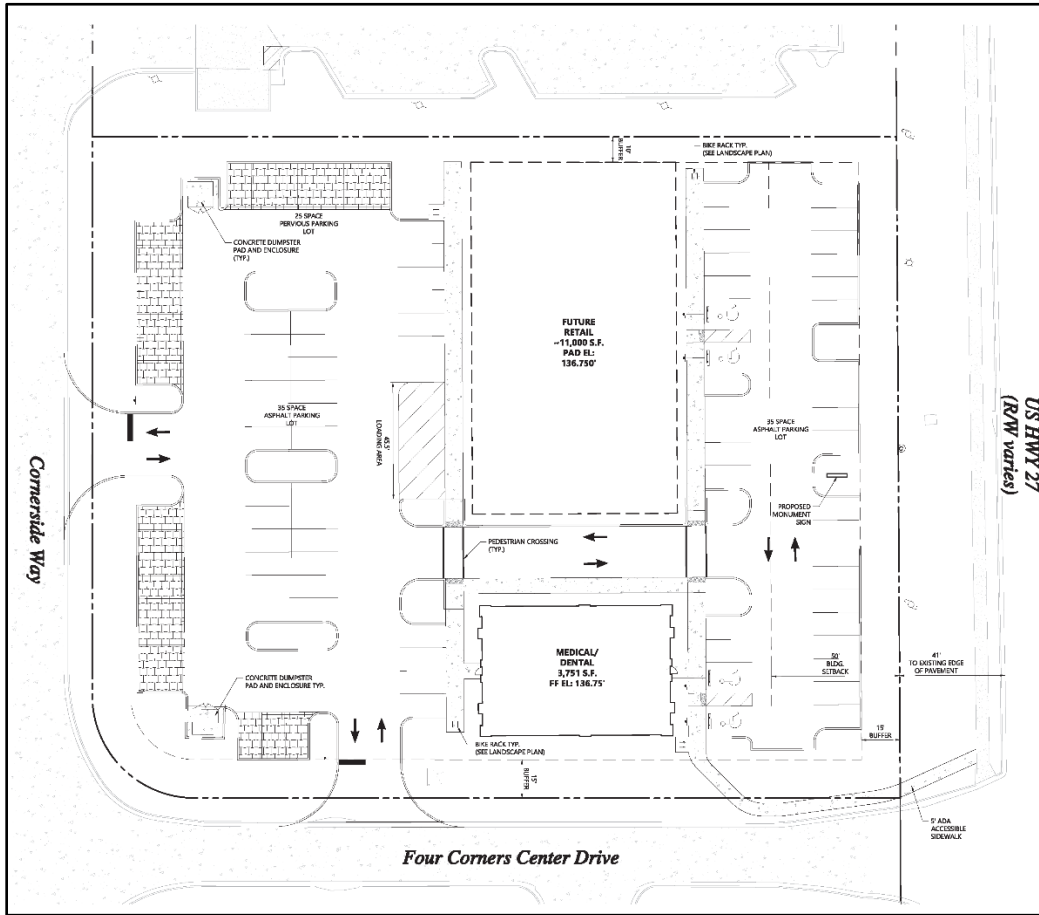 10'
BUFFER
BIKE RACK TYP.
(SEE LANDSCAPE PLAN)
25 SPACE
PERVIOUS PARKING
LOT
CONCRETE DUMPSTER
PAD AND ENCLOSURE
(TYP.)
FUTURE
RETAIL
~11,000 S.F.
PAD EL:
136.750'
35 SPACE
ASPHALT PARKING
LOT
45.5'
LOADING AREA
35 SPACE
ASPHALT PARKING
LOT
US HWY 27
(R/W varies)
PROPOSED
MONUMENT
SIGN
Cornerside Way
PEDESTRIAN CROSSING
(TYP.)
MEDICAL/
DENTAL
3,751 S.F.
FF EL: 136.75'
50'
BLDG.
SETBACK
41'
TO EXISTING EDGE
OF PAVEMENT
CONCRETE DUMPSTER
PAD AND ENCLOSURE TYP.
15'
BUFFER
BIKE RACK TYP.
(SEE LANDSCAPE PLAN)
15'
BUFFER
5' ADA
ACCESSIBLE
SIDEWALK
Four Corners Center Drive